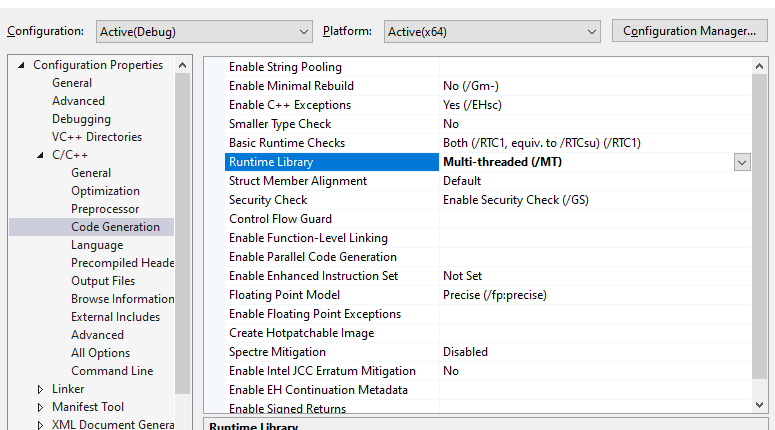 Configuration: Active(Debug) Platform: Active(x64) Configuration Manager...
Configuration Properties
General
Advanced
Debugging
VC++ Directories
C/C++
General
Optimization
Preprocessor
Code Generation
Language
Precompiled Heade
Output Files
Browse Information
External Includes
Advanced
All Options
Command Line
Linker
Manifest Tool
XML Document Genera
Enable String Pooling
Enable Minimal Rebuild No (/Gm-)
Enable C++ Exceptions Yes (/EHsc)
Smaller Type Check No
Basic Runtime Checks Both (/RTC1, equiv. to /RTCsu) (/RTC1)
Runtime Library Multi-threaded (/MT)
Struct Member Alignment Default
Security Check Enable Security Check (/GS)
Control Flow Guard
Enable Function-Level Linking
Enable Parallel Code Generation
Enable Enhanced Instruction Set Not Set
Floating Point Model Precise (/fp:precise)
Enable Floating Point Exceptions
Create Hotpatchable Image
Spectre Mitigation Disabled
Enable Intel JCC Erratum Mitigation No
Enable EH Continuation Metadata
Enable Signed Returns
Runtime Library